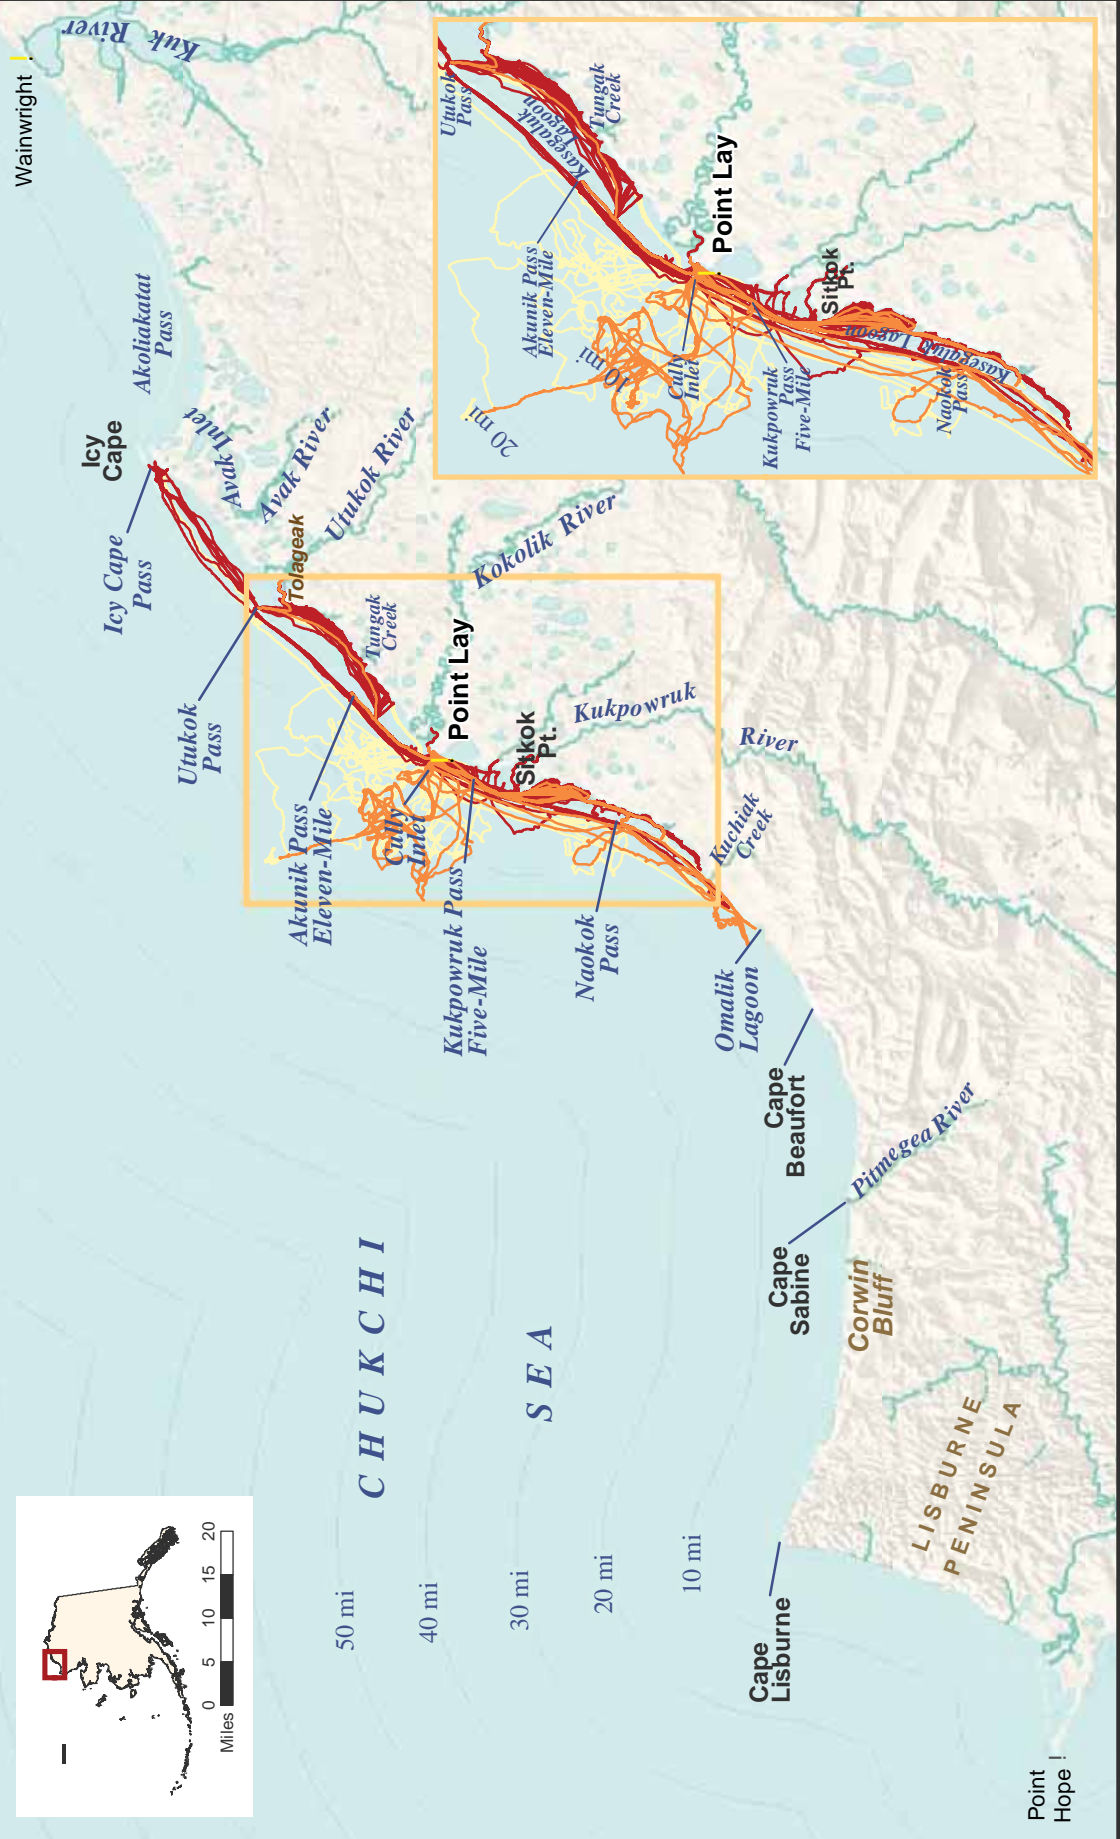 Wainwright
Kuk River
Akoliakatat
Pass
Icy
Cape
Avak Inlet
Inlet
Avak River
Utukok River
Icy Cape
Pass
Tolageak
Utukok
Pass
Tungak
Creek
Kokolik River
Point Lay
Akunik Pass
Eleven-Mile
Cully
Inlet
Sitkok
Pt.
Kukpowruk
River
Kukpowruk Pass
Five-Mile
Naokok
Pass
Kuchiak
Creek
Omalik
Lagoon
Cape
Beaufort
Pitmegea River
Cape
Sabine
Corwin
Bluff
CHUKCHI
SEA
LISBURNE
PENINSULA
50 mi
40 mi
30 mi
20 mi
10 mi
Cape
Lisburne
Point
Hope
0 5 10 15 20
Miles
Utukok
Pass
Kasegaluk
Lagoon
Tungak
Creek
Akunik Pass
Eleven-Mile
Point Lay
20 mi
10 mi
Cully
Inlet
Sitkok
Pt.
Kukpowruk
Pass
Five-Mile
Kasegaluk Lagoon
Naokok
Pass